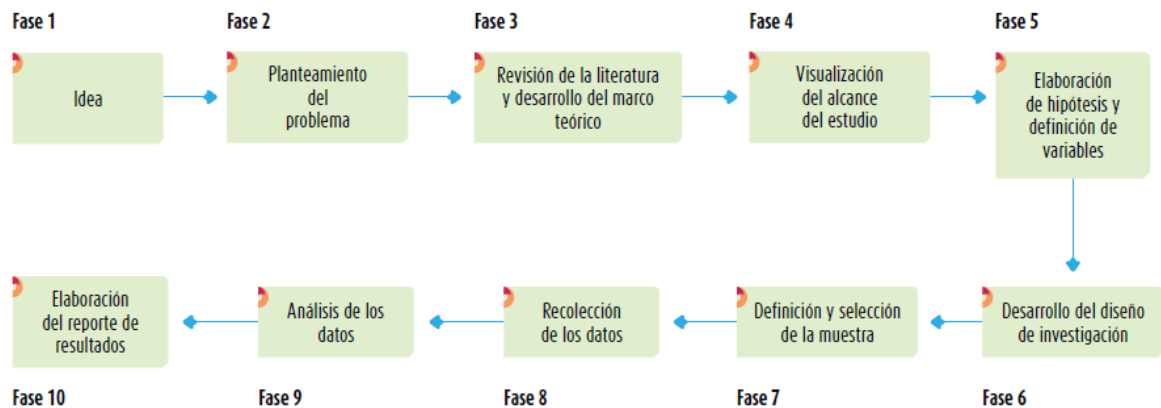 Fase 1
Idea
Fase 2
Planteamiento
del
problema
Fase 3
Revisión de la literatura
y desarrollo del marco
teórico
Fase 4
Visualización
del alcance
del estudio
Fase 5
Elaboración
de hipótesis y
definición de
variables
Desarrollo del diseño
de investigación
Fase 6
Definición y selección
de la muestra
Fase 7
Recolección
de los datos
Fase 8
Análisis de los
datos
Fase 9
Elaboración
del reporte de
resultados
Fase 10